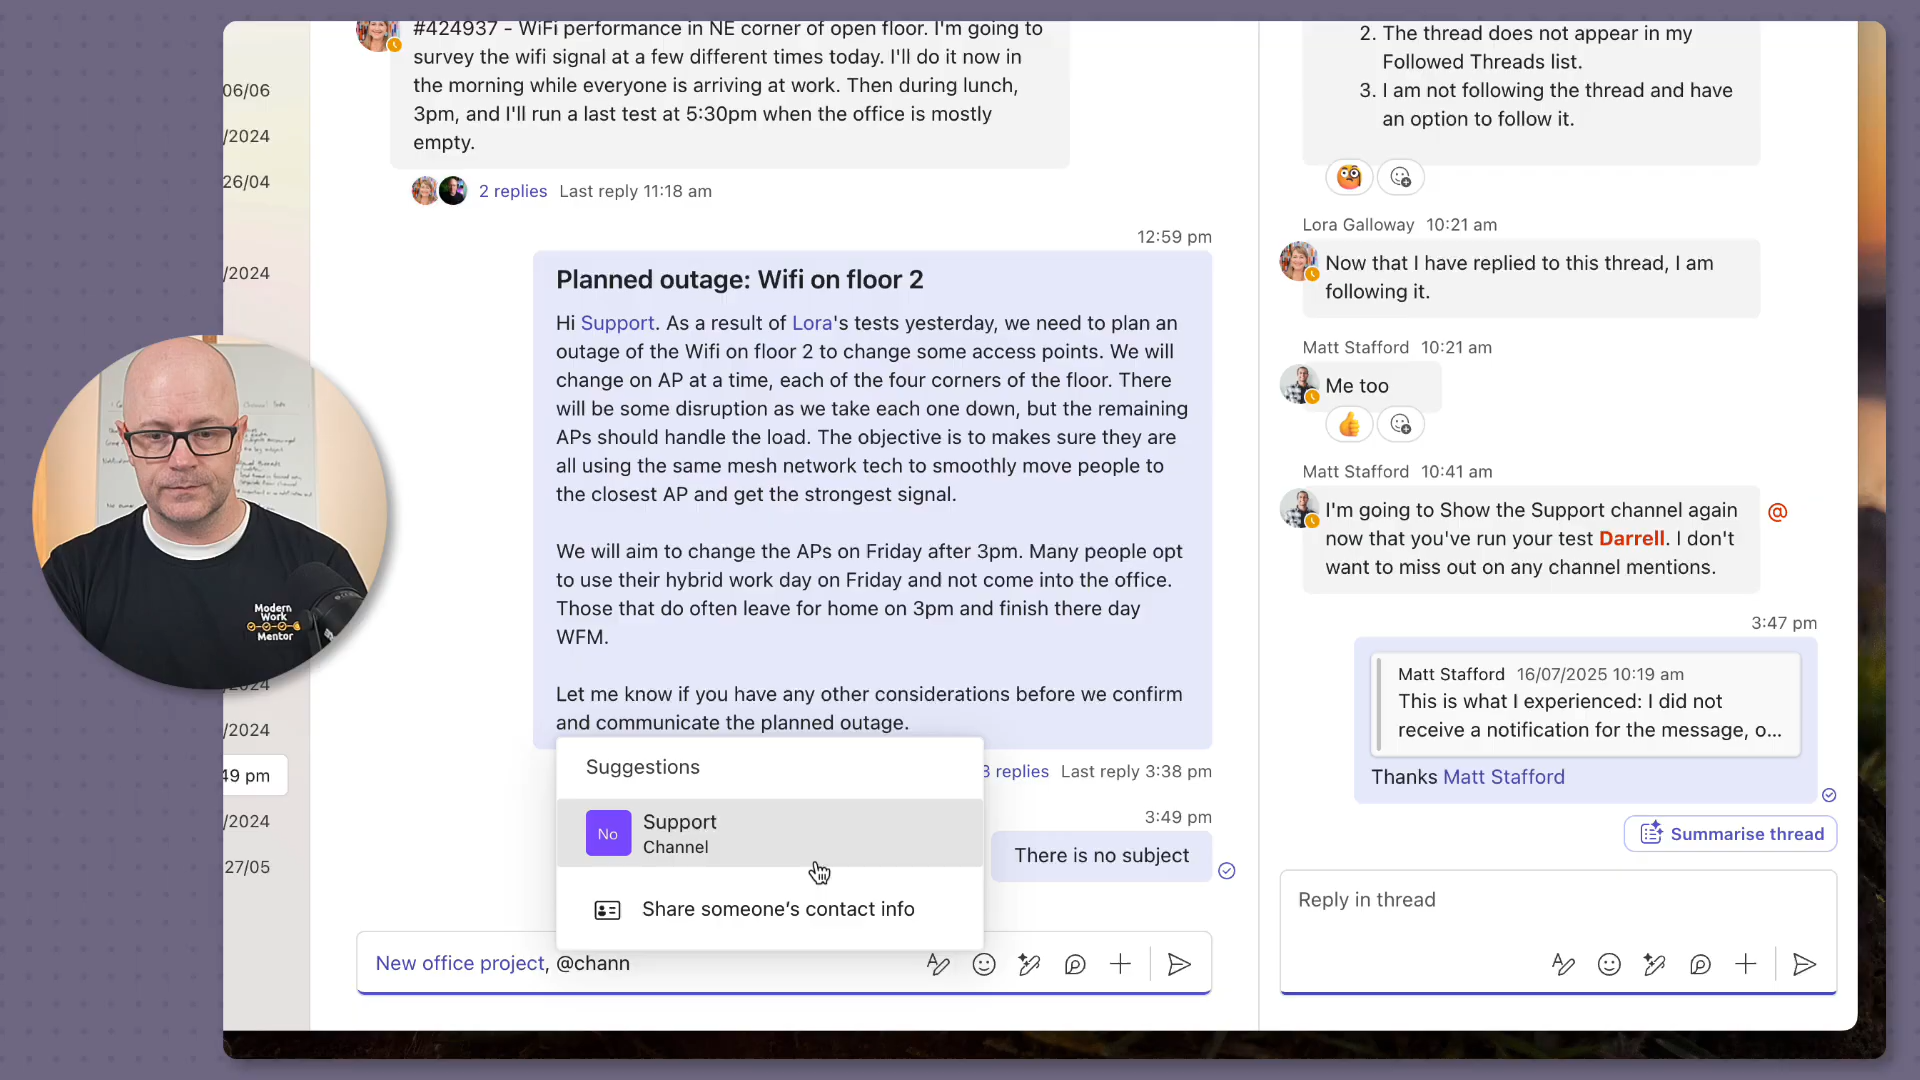 06/06
/2024
26/04
/2024
/2024
/2024
49 pm
/2024
27/05
#424937 - WiFi performance in NE corner of open floor. I'm going to
survey the wifi signal at a few different times today. I'll do it now in
the morning while everyone is arriving at work. Then during lunch,
3pm, and I'll run a last test at 5:30pm when the office is mostly
empty.
2 replies Last reply 11:18 am
12:59 pm
Planned outage: Wifi on floor 2
Hi Support. As a result of Lora's tests yesterday, we need to plan an
outage of the Wifi on floor 2 to change some access points. We will
change on AP at a time, each of the four corners of the floor. There
will be some disruption as we take each one down, but the remaining
APs should handle the load. The objective is to makes sure they are
all using the same mesh network tech to smoothly move people to
the closest AP and get the strongest signal.
We will aim to change the APs on Friday after 3pm. Many people opt
to use their hybrid work day on Friday and not come into the office.
Those that do often leave for home on 3pm and finish there day
WFM.
Let me know if you have any other considerations before we confirm
and communicate the planned outage.
3 replies Last reply 3:38 pm
3:49 pm
There is no subject
Suggestions
No
Support
Channel
Share someone's contact info
New office project, @chann
2. The thread does not appear in my
Followed Threads list.
3. I am not following the thread and have
an option to follow it.
Lora Galloway 10:21 am
Now that I have replied to this thread, I am
following it.
Matt Stafford 10:21 am
Me too
Matt Stafford 10:41 am
I'm going to Show the Support channel again
now that you've run your test Darrell. I don't
want to miss out on any channel mentions.
@
3:47 pm
Matt Stafford 16/07/2025 10:19 am
This is what I experienced: I did not
receive a notification for the message, o...
Thanks Matt Stafford
Summarise thread
Reply in thread
Modern
Work
Mentor